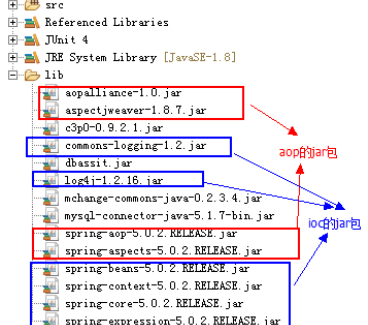 src
Referenced Libraries
JUnit 4
JRE System Library [JavaSE-1.8]
lib
aopalliance-1.0.jar
aspectjweaver-1.8.7.jar
c3p0-0.9.2.1.jar
commons-logging-1.2.jar
aop的jar包
dbassit.jar
log4j-1.2.16.jar
mchange-commons-java-0.2.3.4.jar
mysql-connector-java-5.1.7-bin.jar
ioc的jar包
spring-aop-5.0.2.RELEASE.jar
spring-aspects-5.0.2.RELEASE.jar
spring-beans-5.0.2.RELEASE.jar
spring-context-5.0.2.RELEASE.jar
spring-core-5.0.2.RELEASE.jar
spring-expression-5.0.2.RELEASE.jar